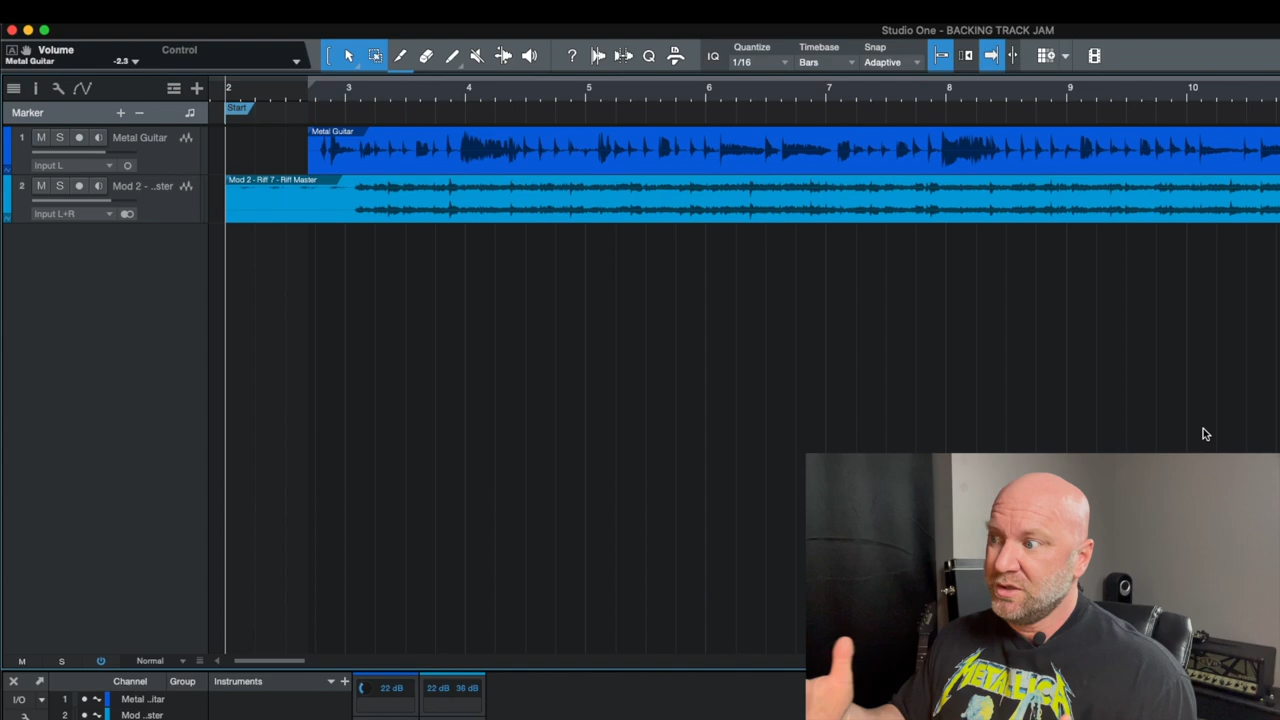 Studio One - BACKING TRACK JAM
A Volume Control
Metal Guitar -2.3
Quantize Timebase Snap
? Q IQ 1/16 Bars Adaptive
2 3 4 5 6 7 8 9 10
Start
Marker + −
1 M S Metal Guitar
Input L
Metal Guitar
2 M S Mod 2 - ..ster
Input L+R
Mod 2 - Riff 7 - Riff Master
METALLICA
M S Normal
Channel Group Instruments
22 dB 22 dB 36 dB
I/O 1 Metal ..itar
2 Mod ..ster